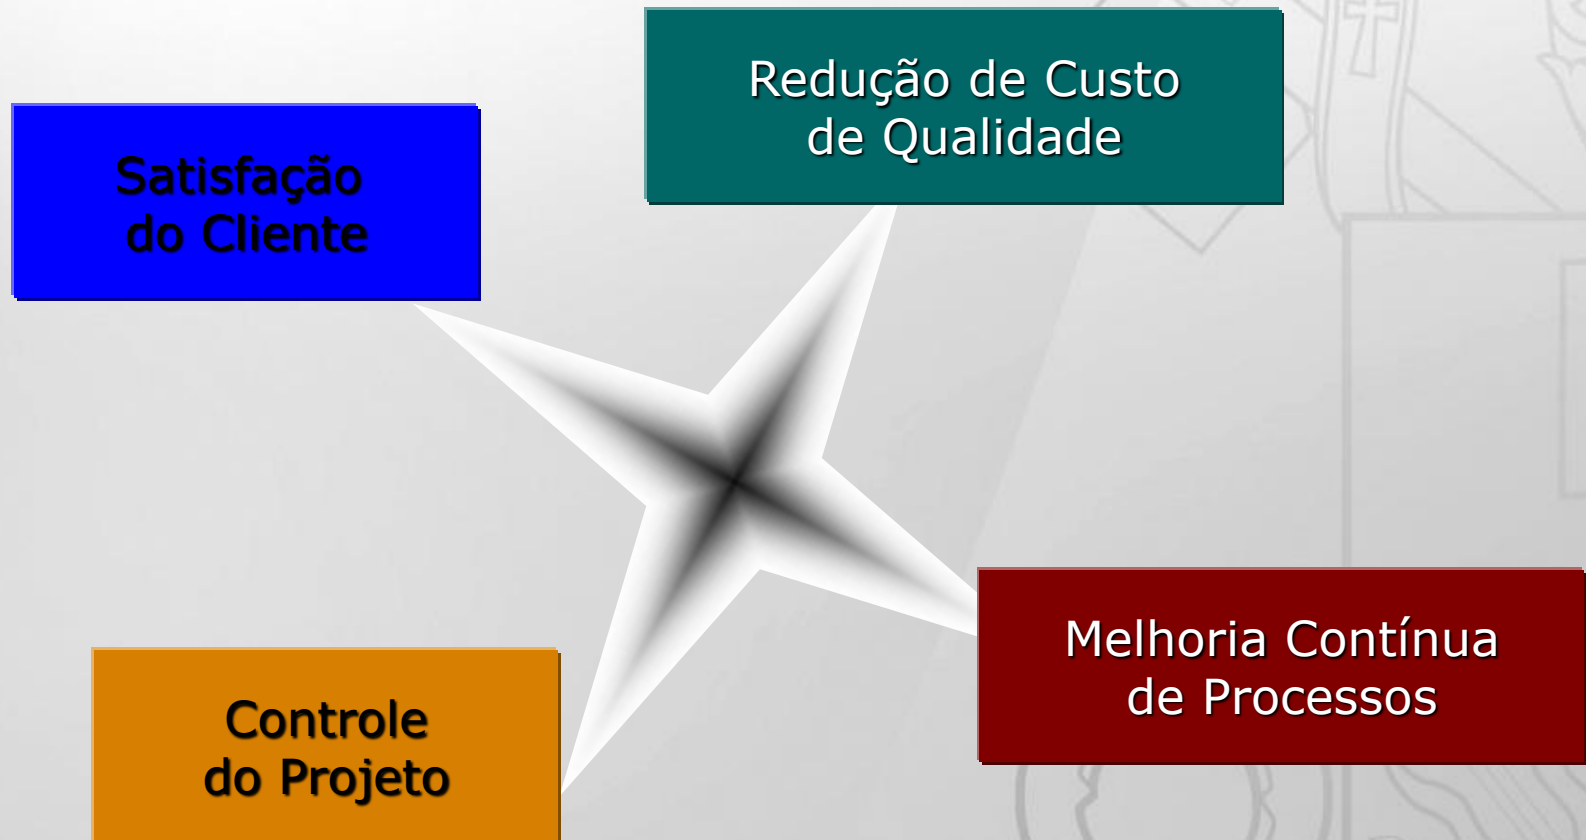 Redução de Custo
de Qualidade
Satisfação
do Cliente
Melhoria Contínua
de Processos
Controle
do Projeto